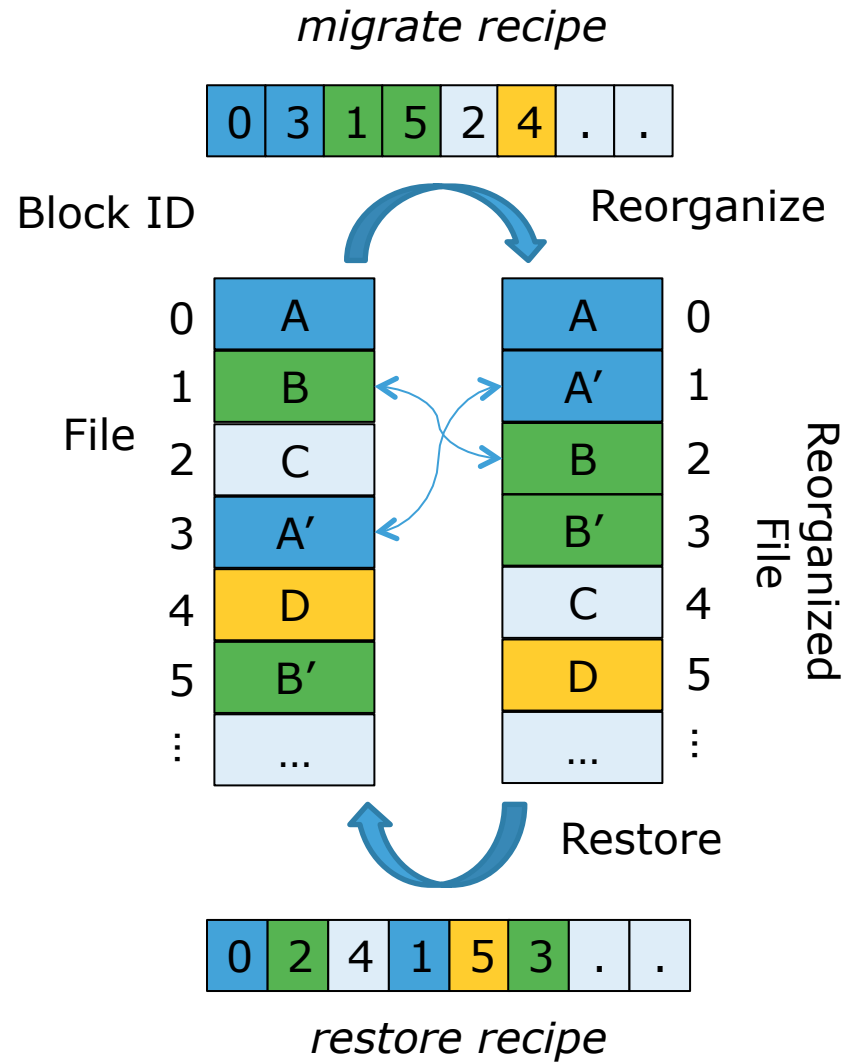 migrate recipe
0 3 1 5 2 4 . .
Block ID
Reorganize
File
0 A
1 B
2 C
3 A′
4 D
5 B′
... ...
A 0
A′ 1
B 2
B′ 3
C 4
D 5
... ...
Reorganized
File
Restore
0 2 4 1 5 3 . .
restore recipe